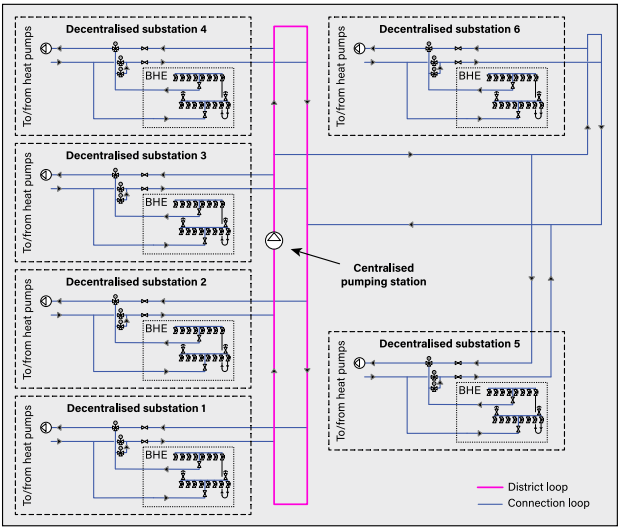 Decentralised substation 4
To/from heat pumps
BHE
Decentralised substation 6
To/from heat pumps
BHE
Decentralised substation 3
To/from heat pumps
BHE
Centralised
pumping station
Decentralised substation 2
To/from heat pumps
BHE
Decentralised substation 5
To/from heat pumps
BHE
Decentralised substation 1
To/from heat pumps
BHE
District loop
Connection loop